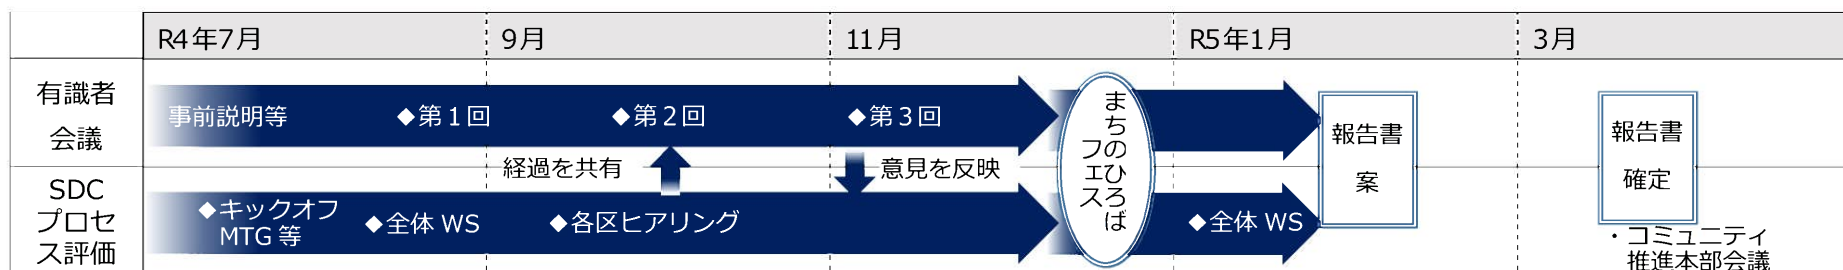 R4年7月
9月
11月
R5年1月
3月
有識者
会議
事前説明等
◆第1回
◆第2回
◆第3回
経過を共有
意見を反映
SDC
プロセ
ス評価
◆キックオフ
MTG 等
◆全体 WS
◆各区ヒアリング
まちのひろば
フェス
◆全体 WS
報告書
案
報告書
確定
・コミュニティ
推進本部会議